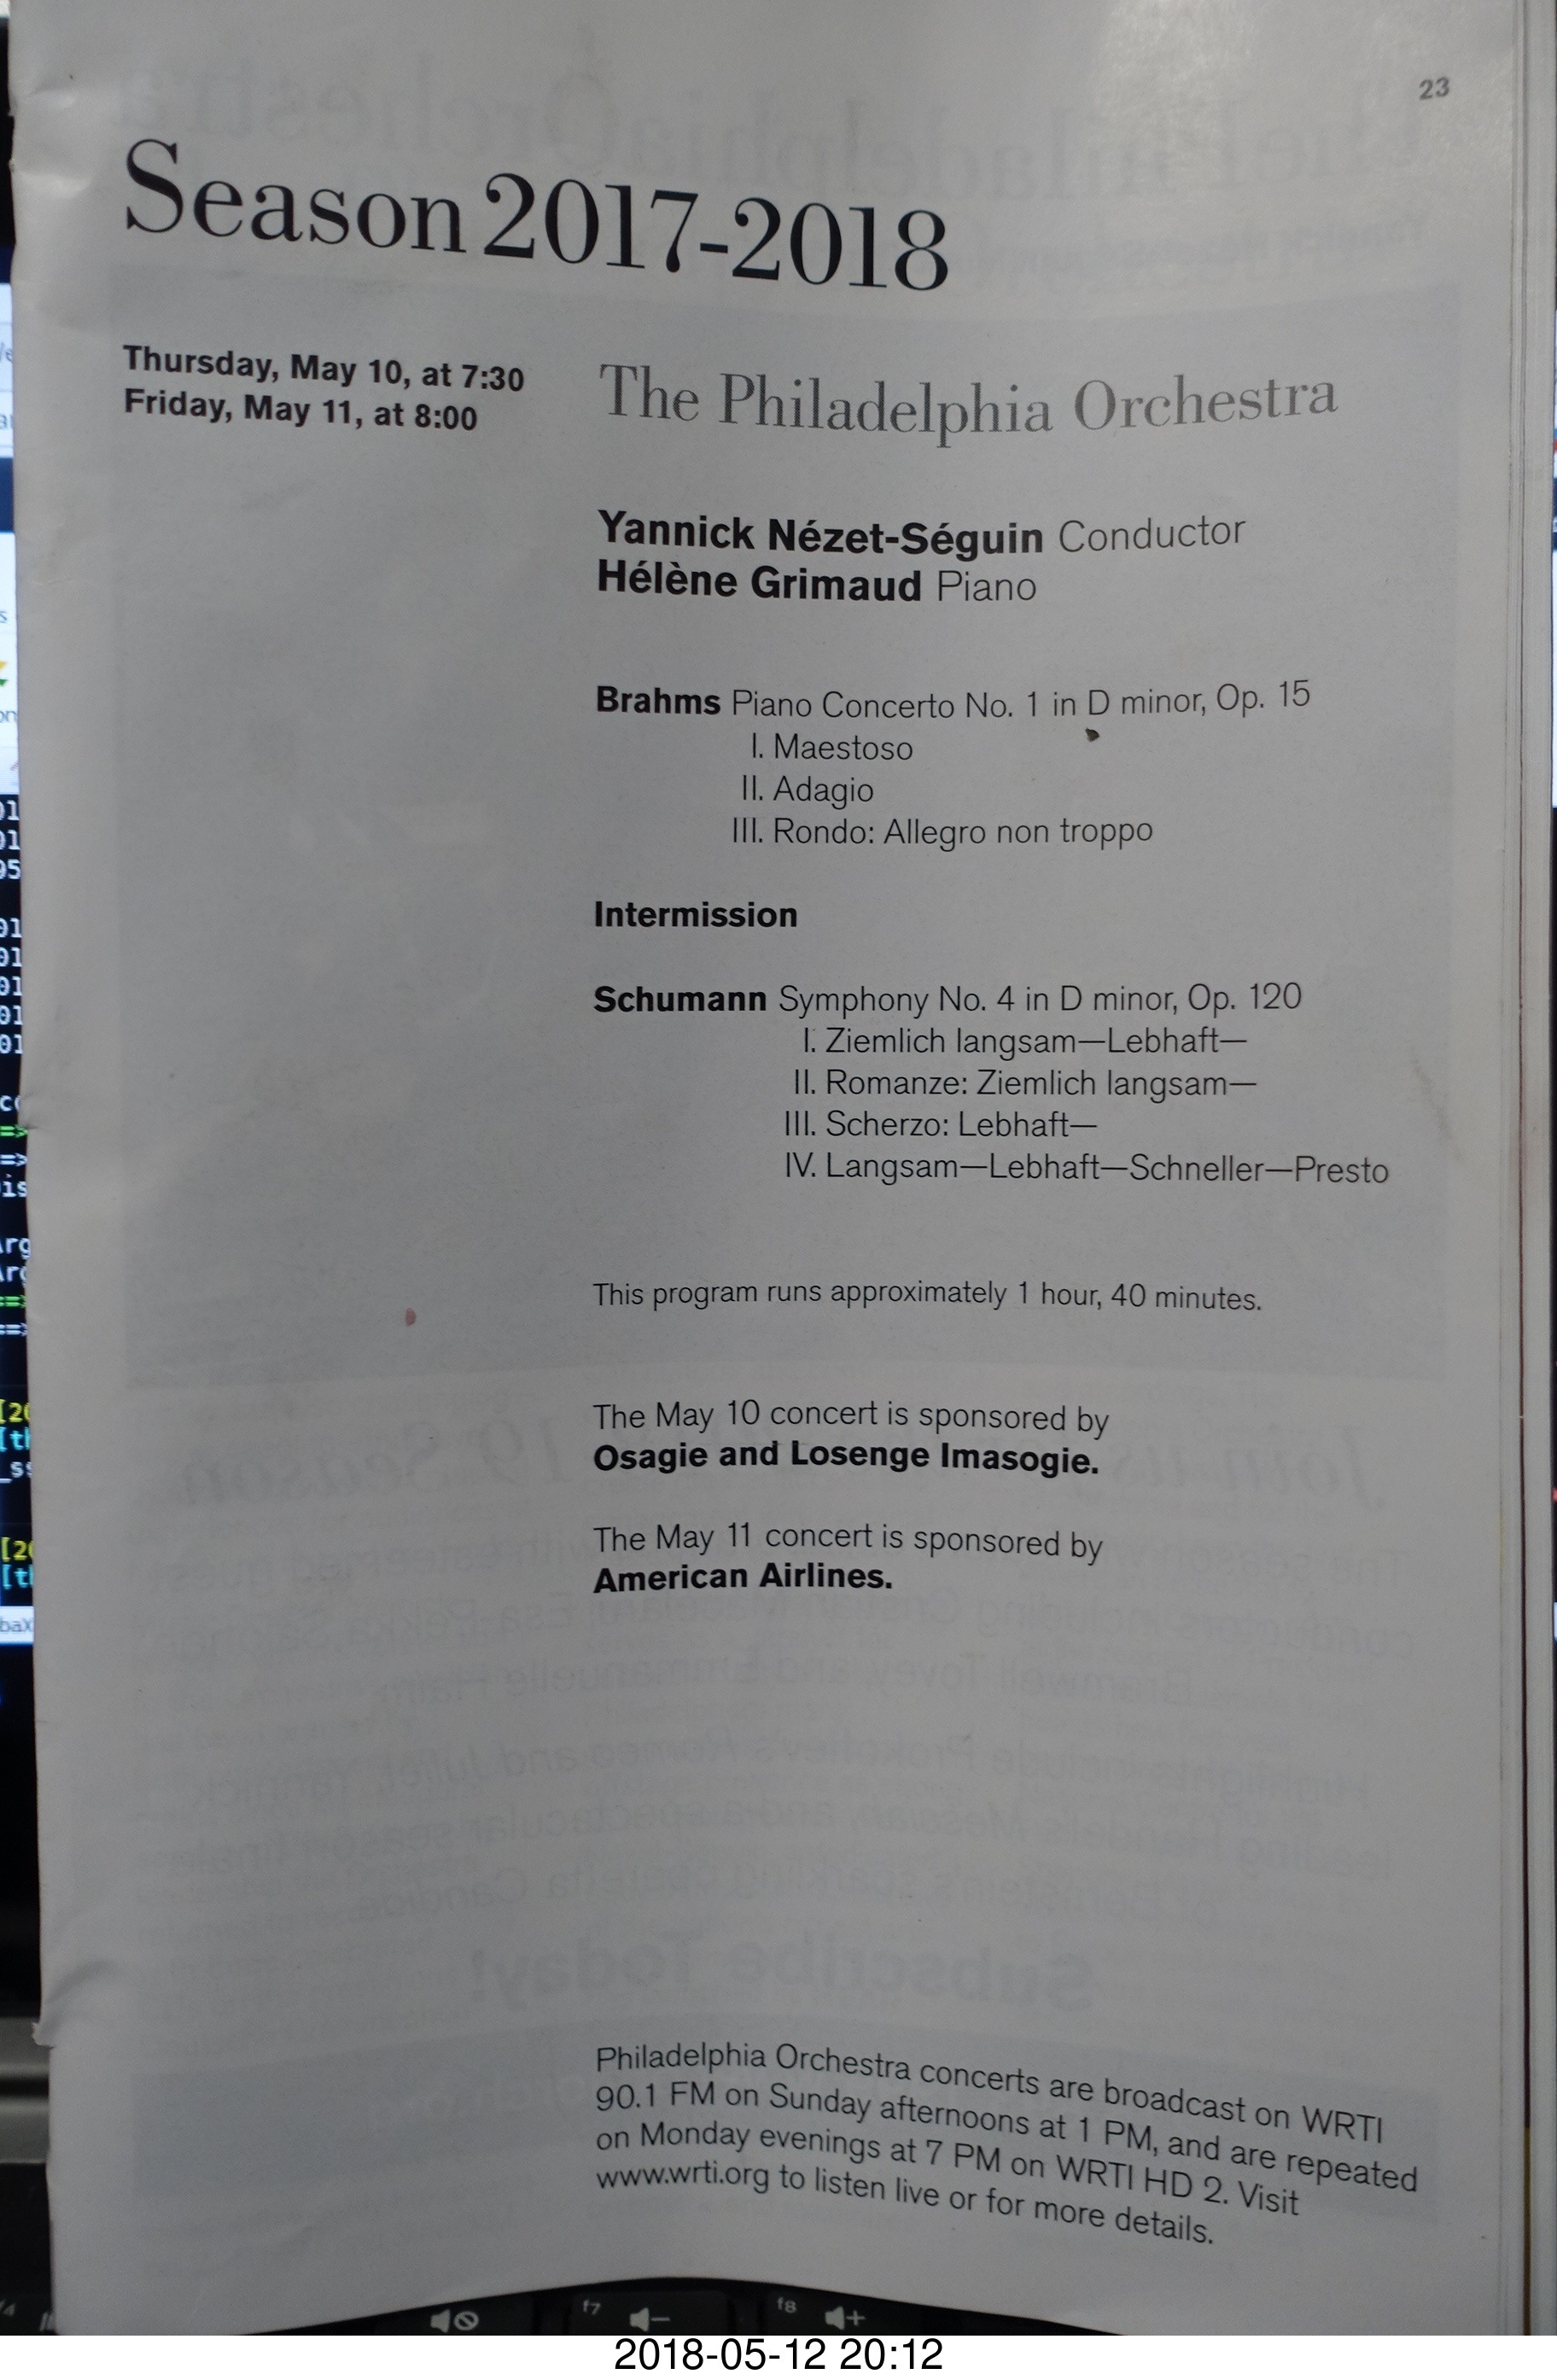 23
Season 2017-2018
Thursday, May 10, at 7:30
Friday, May 11, at 8:00
The Philadelphia Orchestra
Yannick Nézet-Séguin Conductor
Hélène Grimaud Piano
Brahms Piano Concerto No. 1 in D minor, Op. 15
I. Maestoso
II. Adagio
III. Rondo: Allegro non troppo
Intermission
Schumann Symphony No. 4 in D minor, Op. 120
I. Ziemlich langsam—Lebhaft—
II. Romanze: Ziemlich langsam—
III. Scherzo: Lebhaft—
IV. Langsam—Lebhaft—Schneller—Presto
This program runs approximately 1 hour, 40 minutes.
The May 10 concert is sponsored by
Osagie and Losenge Imasogie.
The May 11 concert is sponsored by
American Airlines.
Philadelphia Orchestra concerts are broadcast on WRTI
90.1 FM on Sunday afternoons at 1 PM, and are repeated
on Monday evenings at 7 PM on WRTI HD 2. Visit
www.wrti.org to listen live or for more details.
f7
f8
2018-05-12 20:12